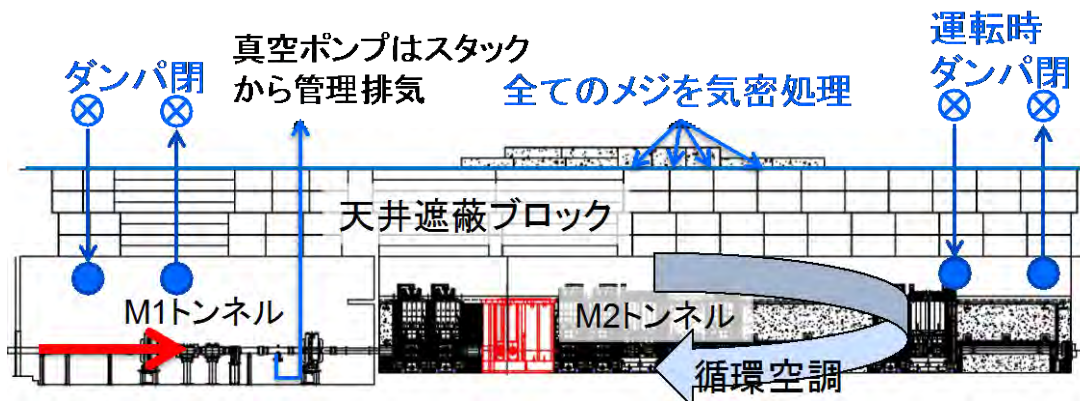 真空ポンプはスタック
から管理排気
ダンパ閉
全てのメジを気密処理
運転時
ダンパ閉
天井遮蔽ブロック
M1トンネル
M2トンネル
循環空調